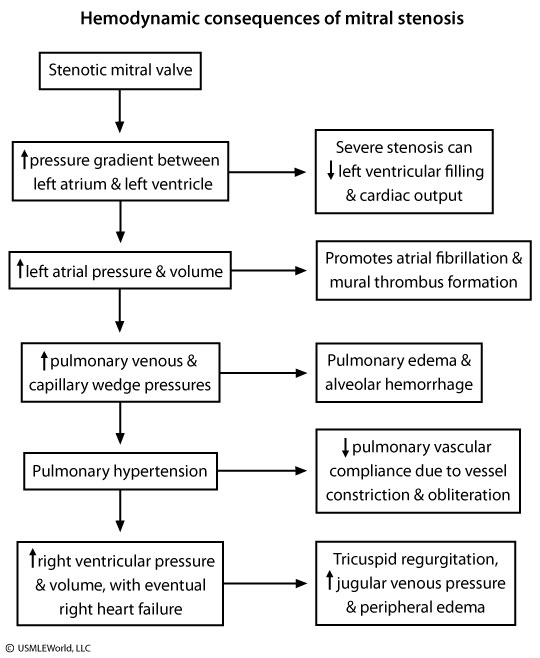 Hemodynamic consequences of mitral stenosis
Stenotic mitral valve
↑pressure gradient between
left atrium & left ventricle
Severe stenosis can
↓left ventricular filling
& cardiac output
↑left atrial pressure & volume
Promotes atrial fibrillation &
mural thrombus formation
↑pulmonary venous &
capillary wedge pressures
Pulmonary edema &
alveolar hemorrhage
Pulmonary hypertension
↓pulmonary vascular
compliance due to vessel
constriction & obliteration
↑right ventricular pressure
& volume, with eventual
right heart failure
Tricuspid regurgitation,
↑jugular venous pressure
& peripheral edema
© USMLEWorld, LLC